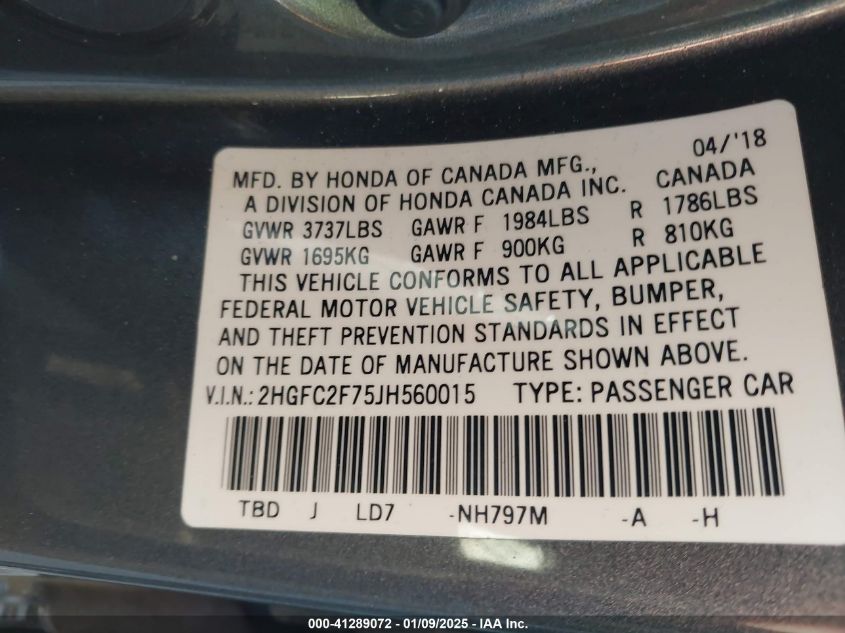 04/'18
MFD. BY HONDA OF CANADA MFG., CANADA
A DIVISION OF HONDA CANADA INC.
GVWR 3737LBS GAWR F 1984LBS R 1786LBS
GVWR 1695KG GAWR F 900KG R 810KG
THIS VEHICLE CONFORMS TO ALL APPLICABLE
FEDERAL MOTOR VEHICLE SAFETY, BUMPER,
AND THEFT PREVENTION STANDARDS IN EFFECT
ON THE DATE OF MANUFACTURE SHOWN ABOVE.
V.I.N.: 2HGFC2F75JH560015 TYPE: PASSENGER CAR
TBD J LD7 -NH797M -A -H
000-41289072 - 01/09/2025 - IAA Inc.